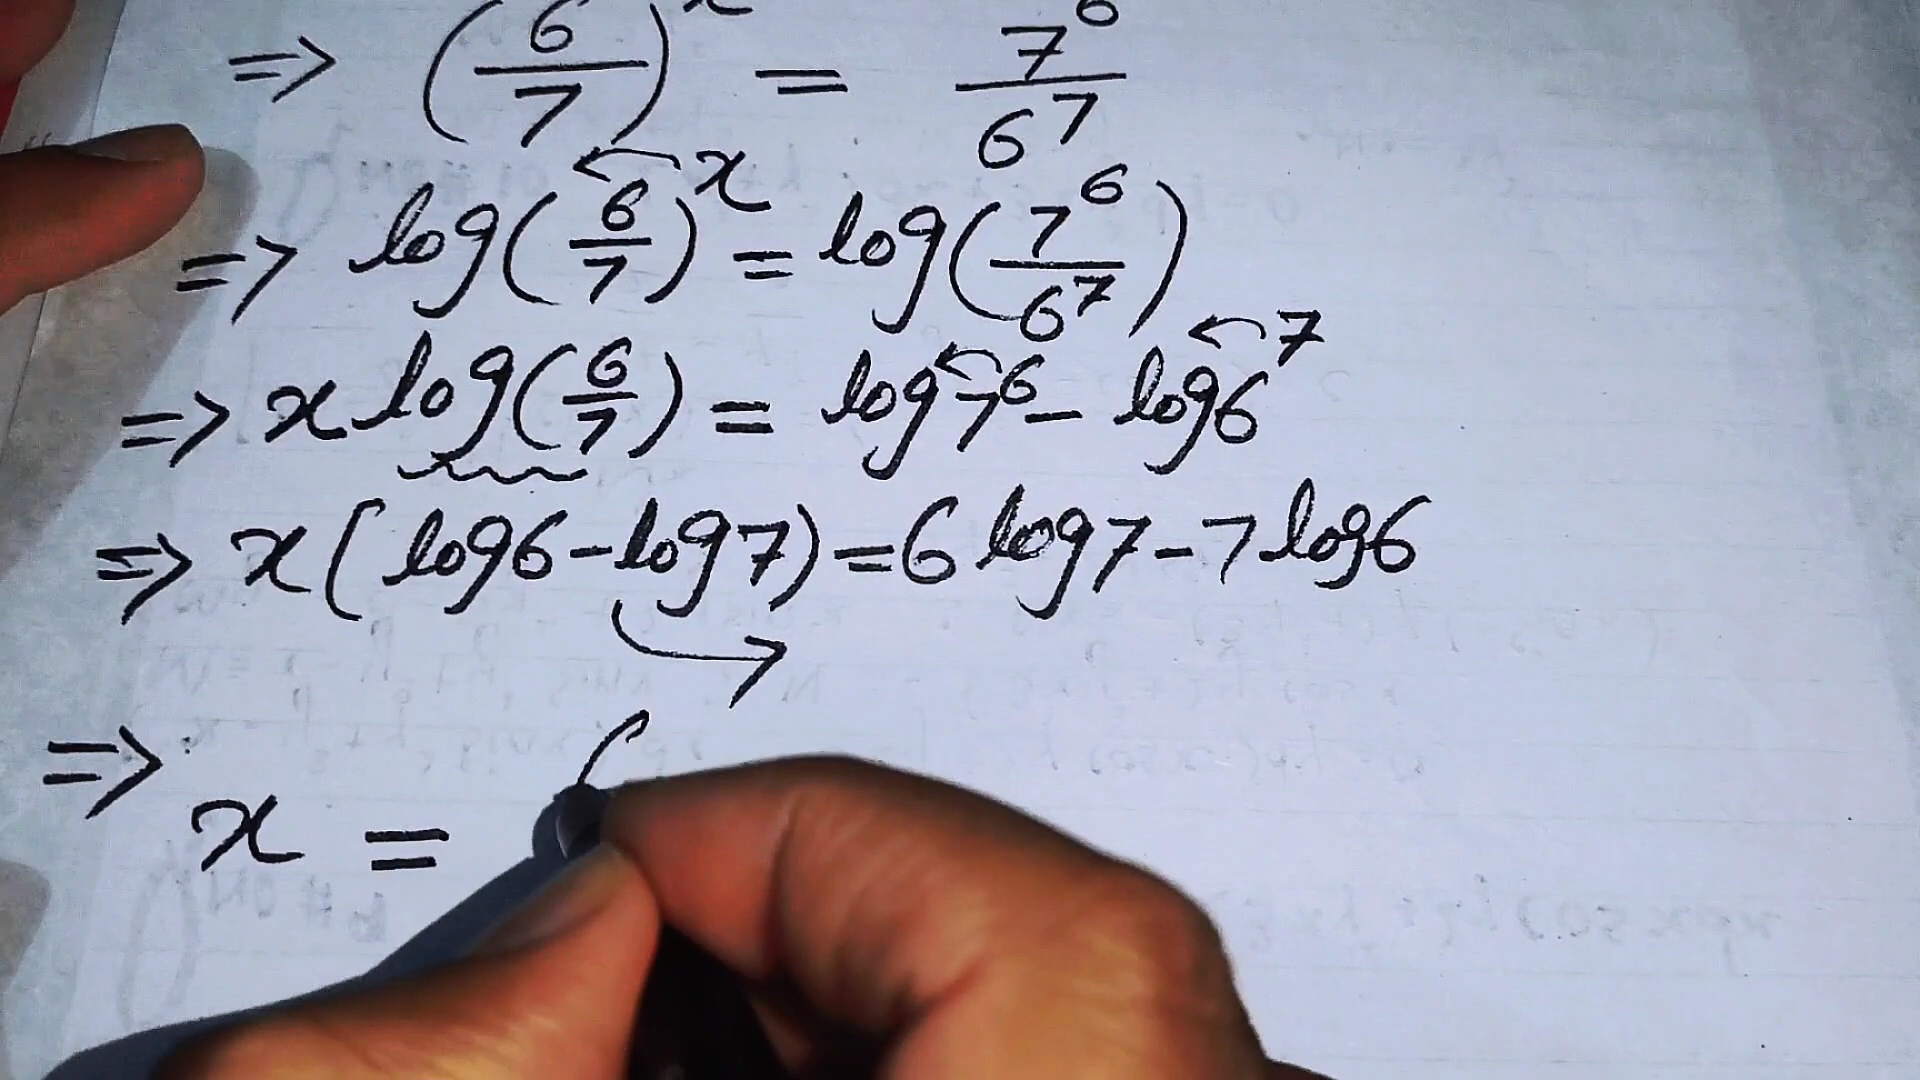 => (6/7)^x = 7^6/6^7
=> log(6/7)^x = log(7^6/6^7)
=> x log(6/7) = log7^6 - log6^7
=> x(log6-log7)=6log7-7log6
=> x = 6